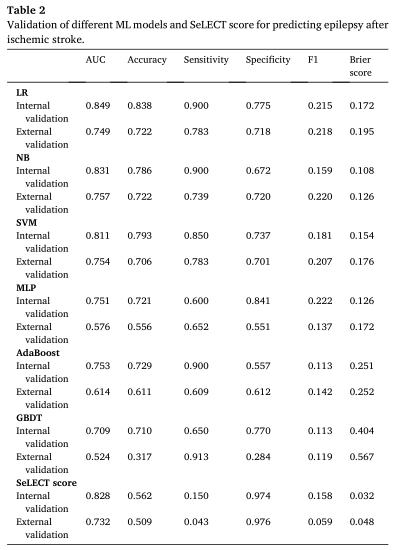 Table 2
Validation of different ML models and SeLECT score for predicting epilepsy after
ischemic stroke.
AUC Accuracy Sensitivity Specificity F1 Brier
score
LR
Internal 0.849 0.838 0.900 0.775 0.215 0.172
validation
External 0.749 0.722 0.783 0.718 0.218 0.195
validation
NB
Internal 0.831 0.786 0.900 0.672 0.159 0.108
validation
External 0.757 0.722 0.739 0.720 0.220 0.126
validation
SVM
Internal 0.811 0.793 0.850 0.737 0.181 0.154
validation
External 0.754 0.706 0.783 0.701 0.207 0.176
validation
MLP
Internal 0.751 0.721 0.600 0.841 0.222 0.126
validation
External 0.576 0.556 0.652 0.551 0.137 0.172
validation
AdaBoost
Internal 0.753 0.729 0.900 0.557 0.113 0.251
validation
External 0.614 0.611 0.609 0.612 0.142 0.252
validation
GBDT
Internal 0.709 0.710 0.650 0.770 0.113 0.404
validation
External 0.524 0.317 0.913 0.284 0.119 0.567
validation
SeLECT score
Internal 0.828 0.562 0.150 0.974 0.158 0.032
validation
External 0.732 0.509 0.043 0.976 0.059 0.048
validation